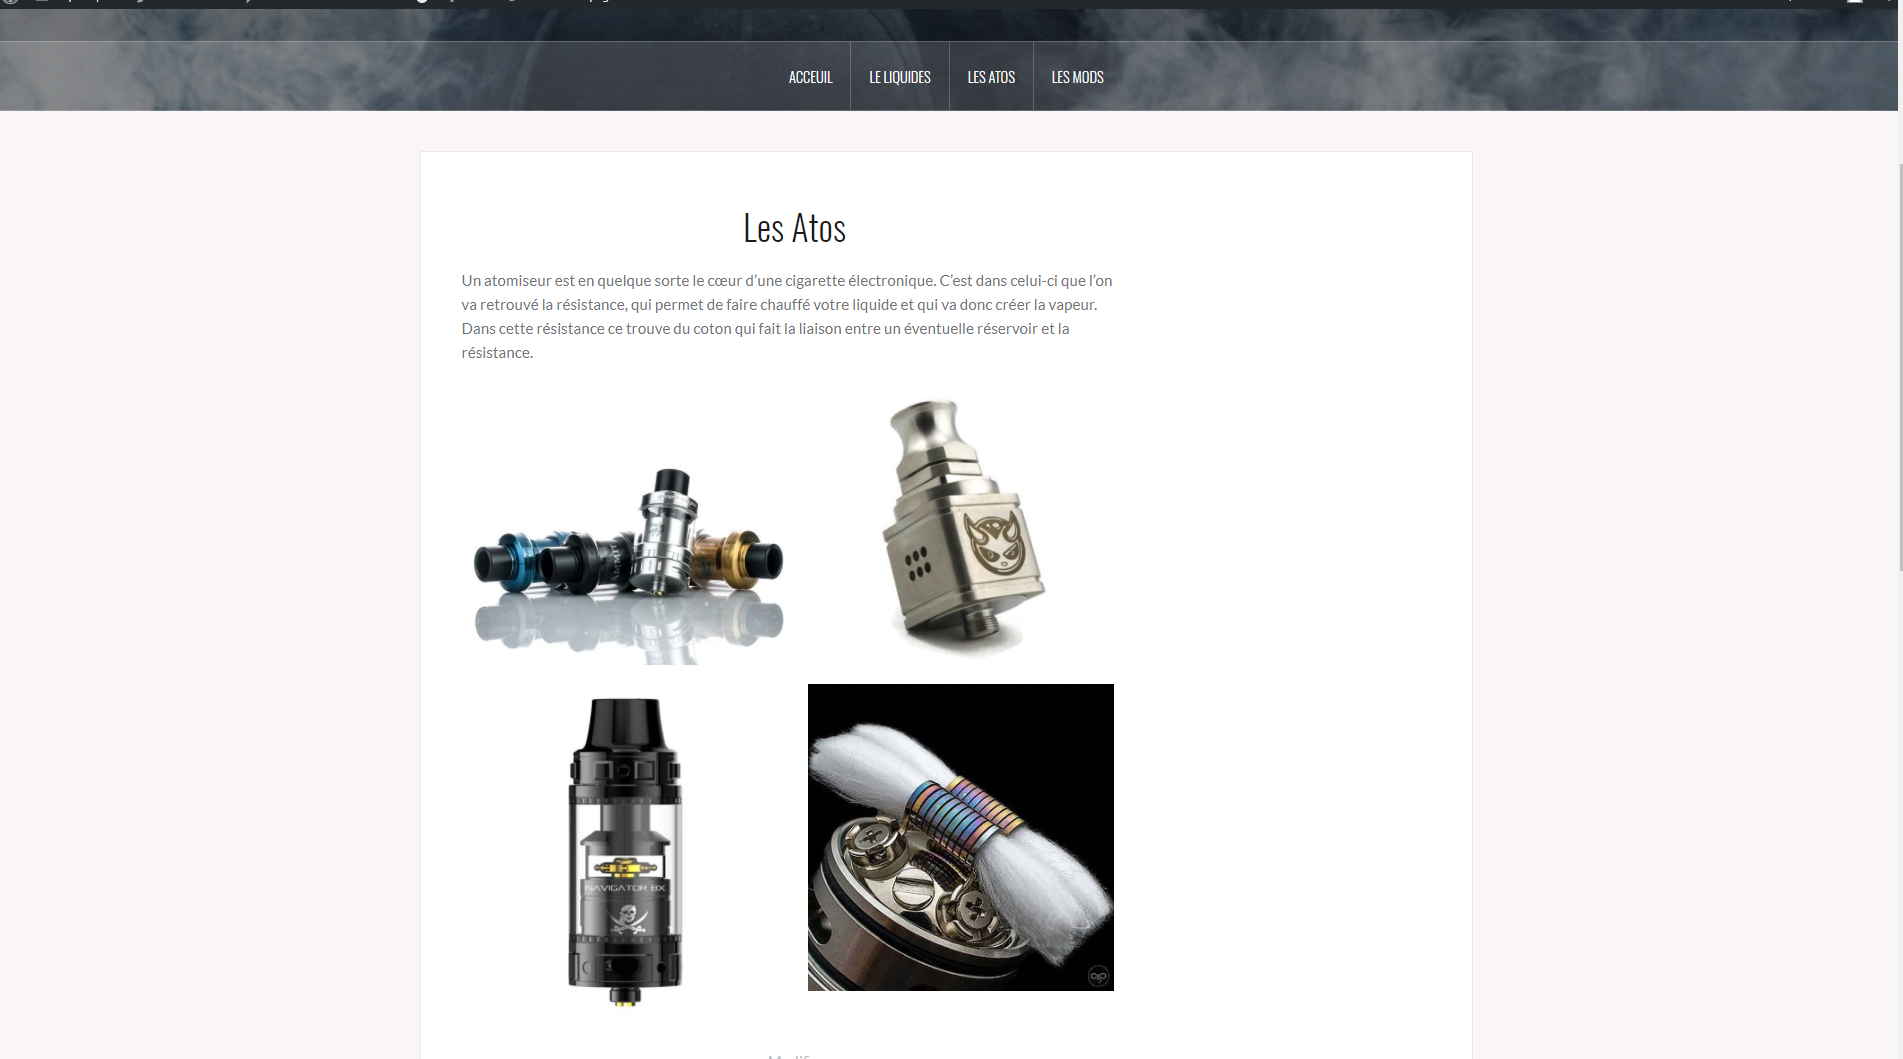 ACCEUIL
LE LIQUIDES
LES ATOS
LES MODS
Les Atos
Un atomiseur est en quelque sorte le cœur d’une cigarette électronique. C’est dans celui-ci que l’on
va retrouvé la résistance, qui permet de faire chauffé votre liquide et qui va donc créer la vapeur.
Dans cette résistance ce trouve du coton qui fait la liaison entre un éventuelle réservoir et la
résistance.
NAVIGATOR BX